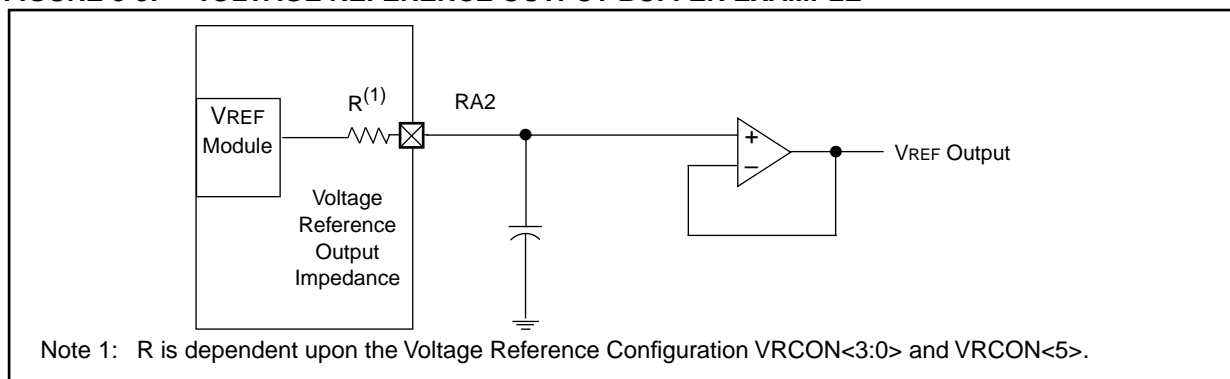 VREF
Module
R(1)
RA2
Voltage
Reference
Output
Impedance
+
–
VREF Output
Note 1: R is dependent upon the Voltage Reference Configuration VRCON<3:0> and VRCON<5>.